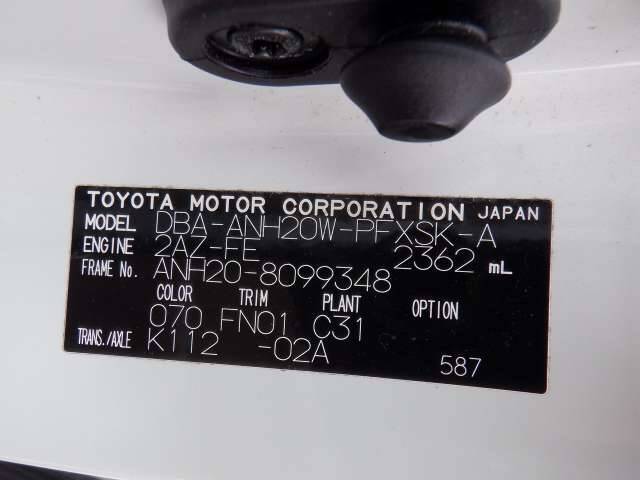 TOYOTA MOTOR CORPORATION JAPAN
MODEL DBA-ANH20W-PFXSK-A
ENGINE 2AZ-FE 2362 mL
FRAME No. ANH20-8099348
COLOR TRIM PLANT OPTION
070 FN01 C31
TRANS./AXLE K112 -02A 587